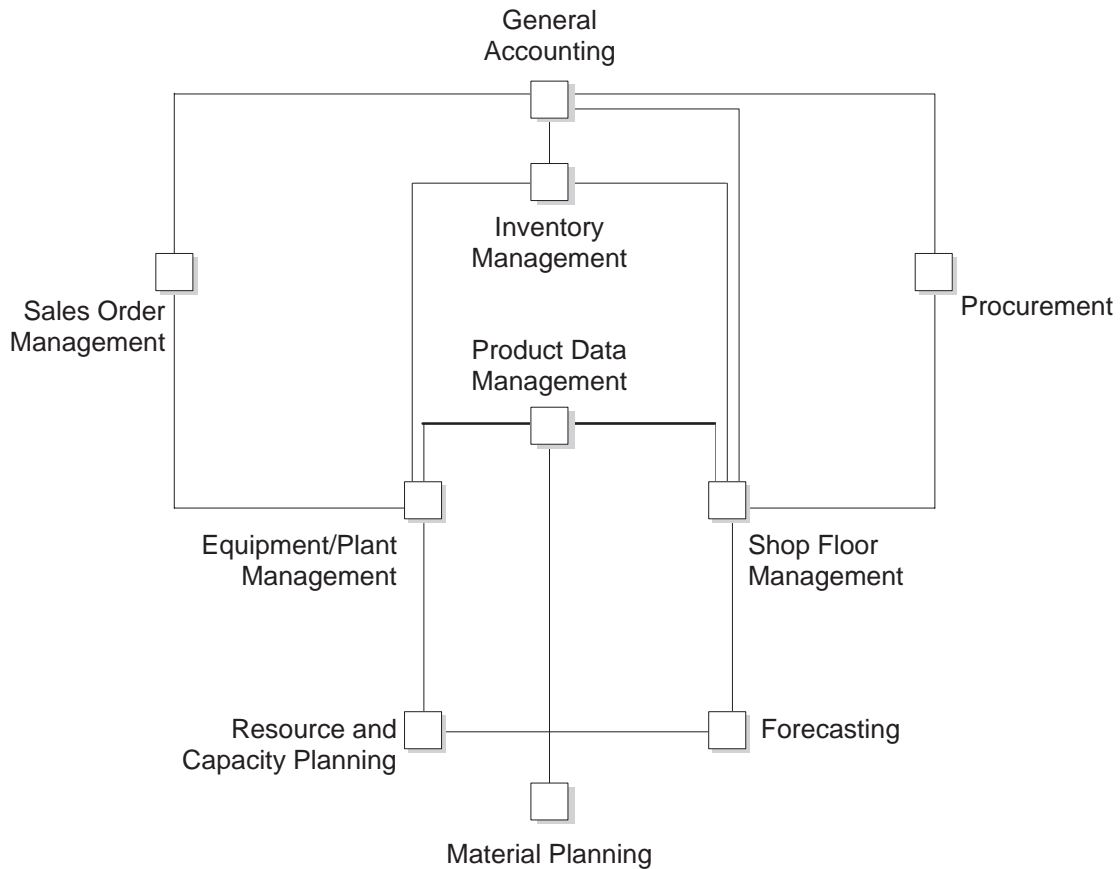 General
Accounting
Inventory
Management
Sales Order
Management
Procurement
Product Data
Management
Equipment/Plant
Management
Shop Floor
Management
Resource and
Capacity Planning
Forecasting
Material Planning